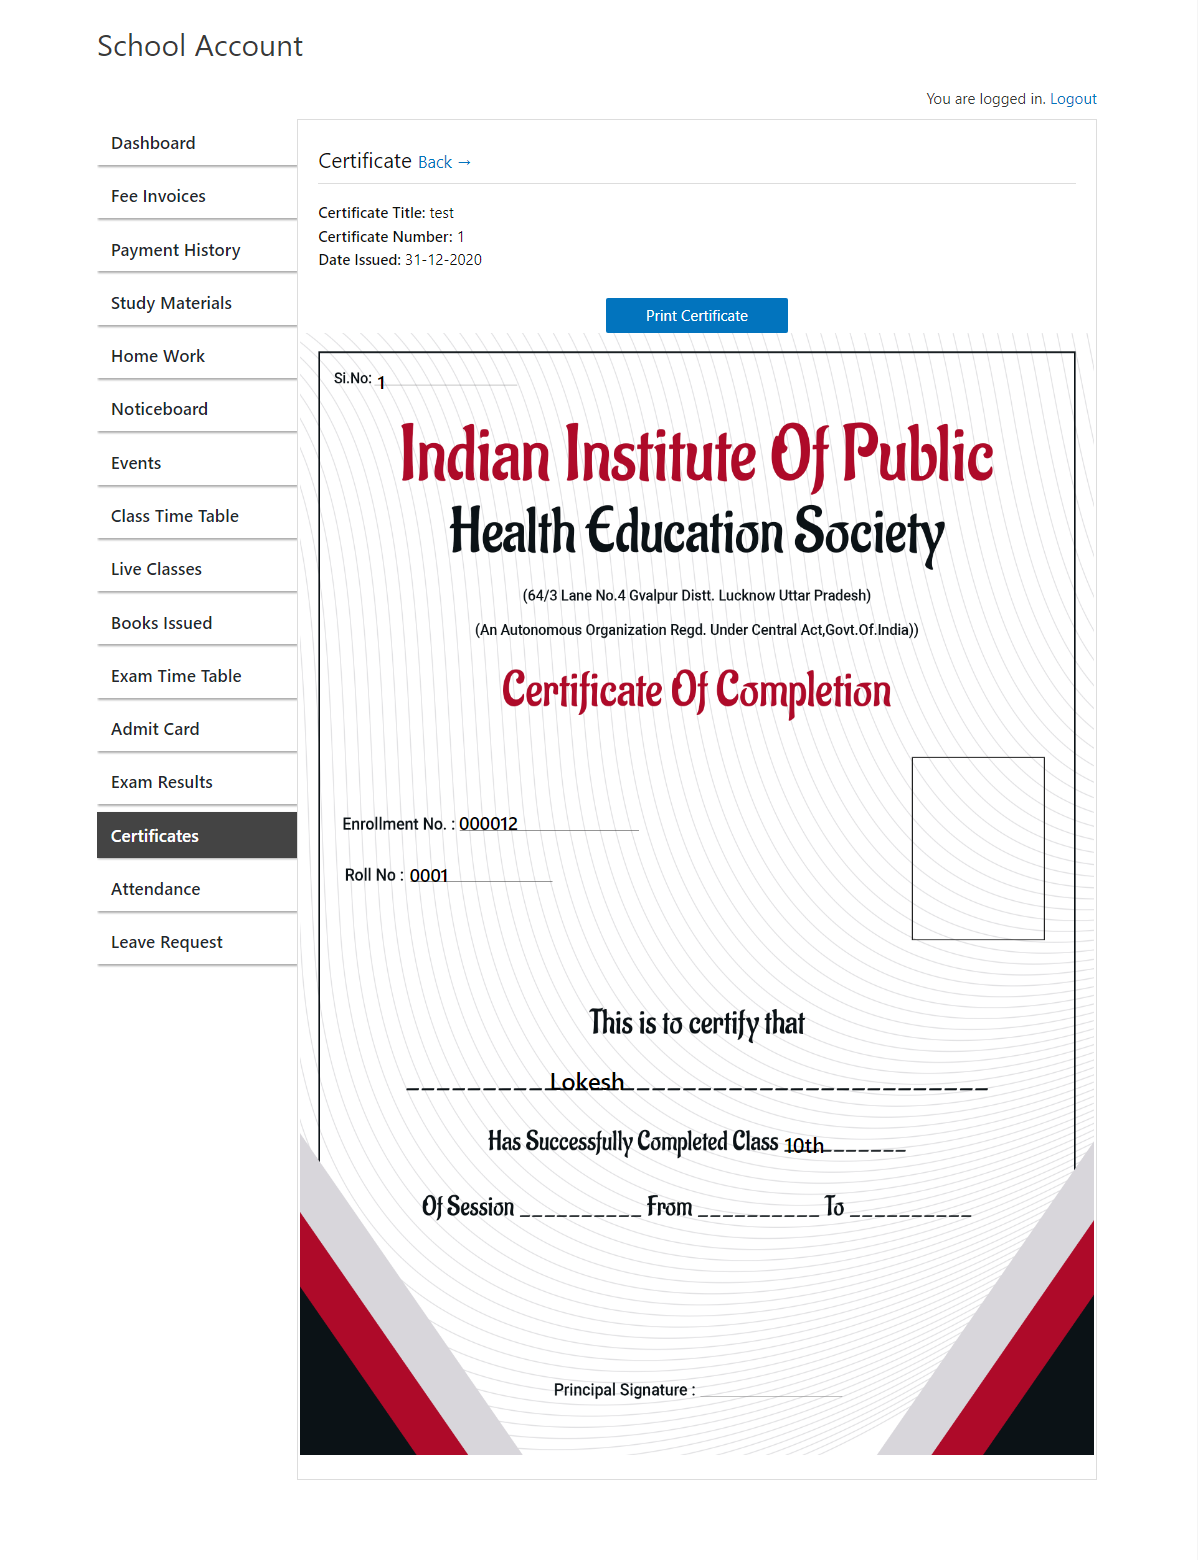 School Account
You are logged in. Logout
Dashboard
Fee Invoices
Payment History
Study Materials
Home Work
Noticeboard
Events
Class Time Table
Live Classes
Books Issued
Exam Time Table
Admit Card
Exam Results
Certificates
Attendance
Leave Request
Certificate Back →
Certificate Title: test
Certificate Number: 1
Date Issued: 31-12-2020
Print Certificate
Si.No: 1
Indian Institute Of Public
Health Education Society
(64/3 Lane No.4 Gvalpur Distt. Lucknow Uttar Pradesh)
(An Autonomous Organization Regd. Under Central Act,Govt.Of.India))
Certificate Of Completion
Enrollment No. : 000012
Roll No : 0001
This is to certify that
Lokesh
Has Successfully Completed Class 10th
Of Session __________ From __________ To __________
Principal Signature :